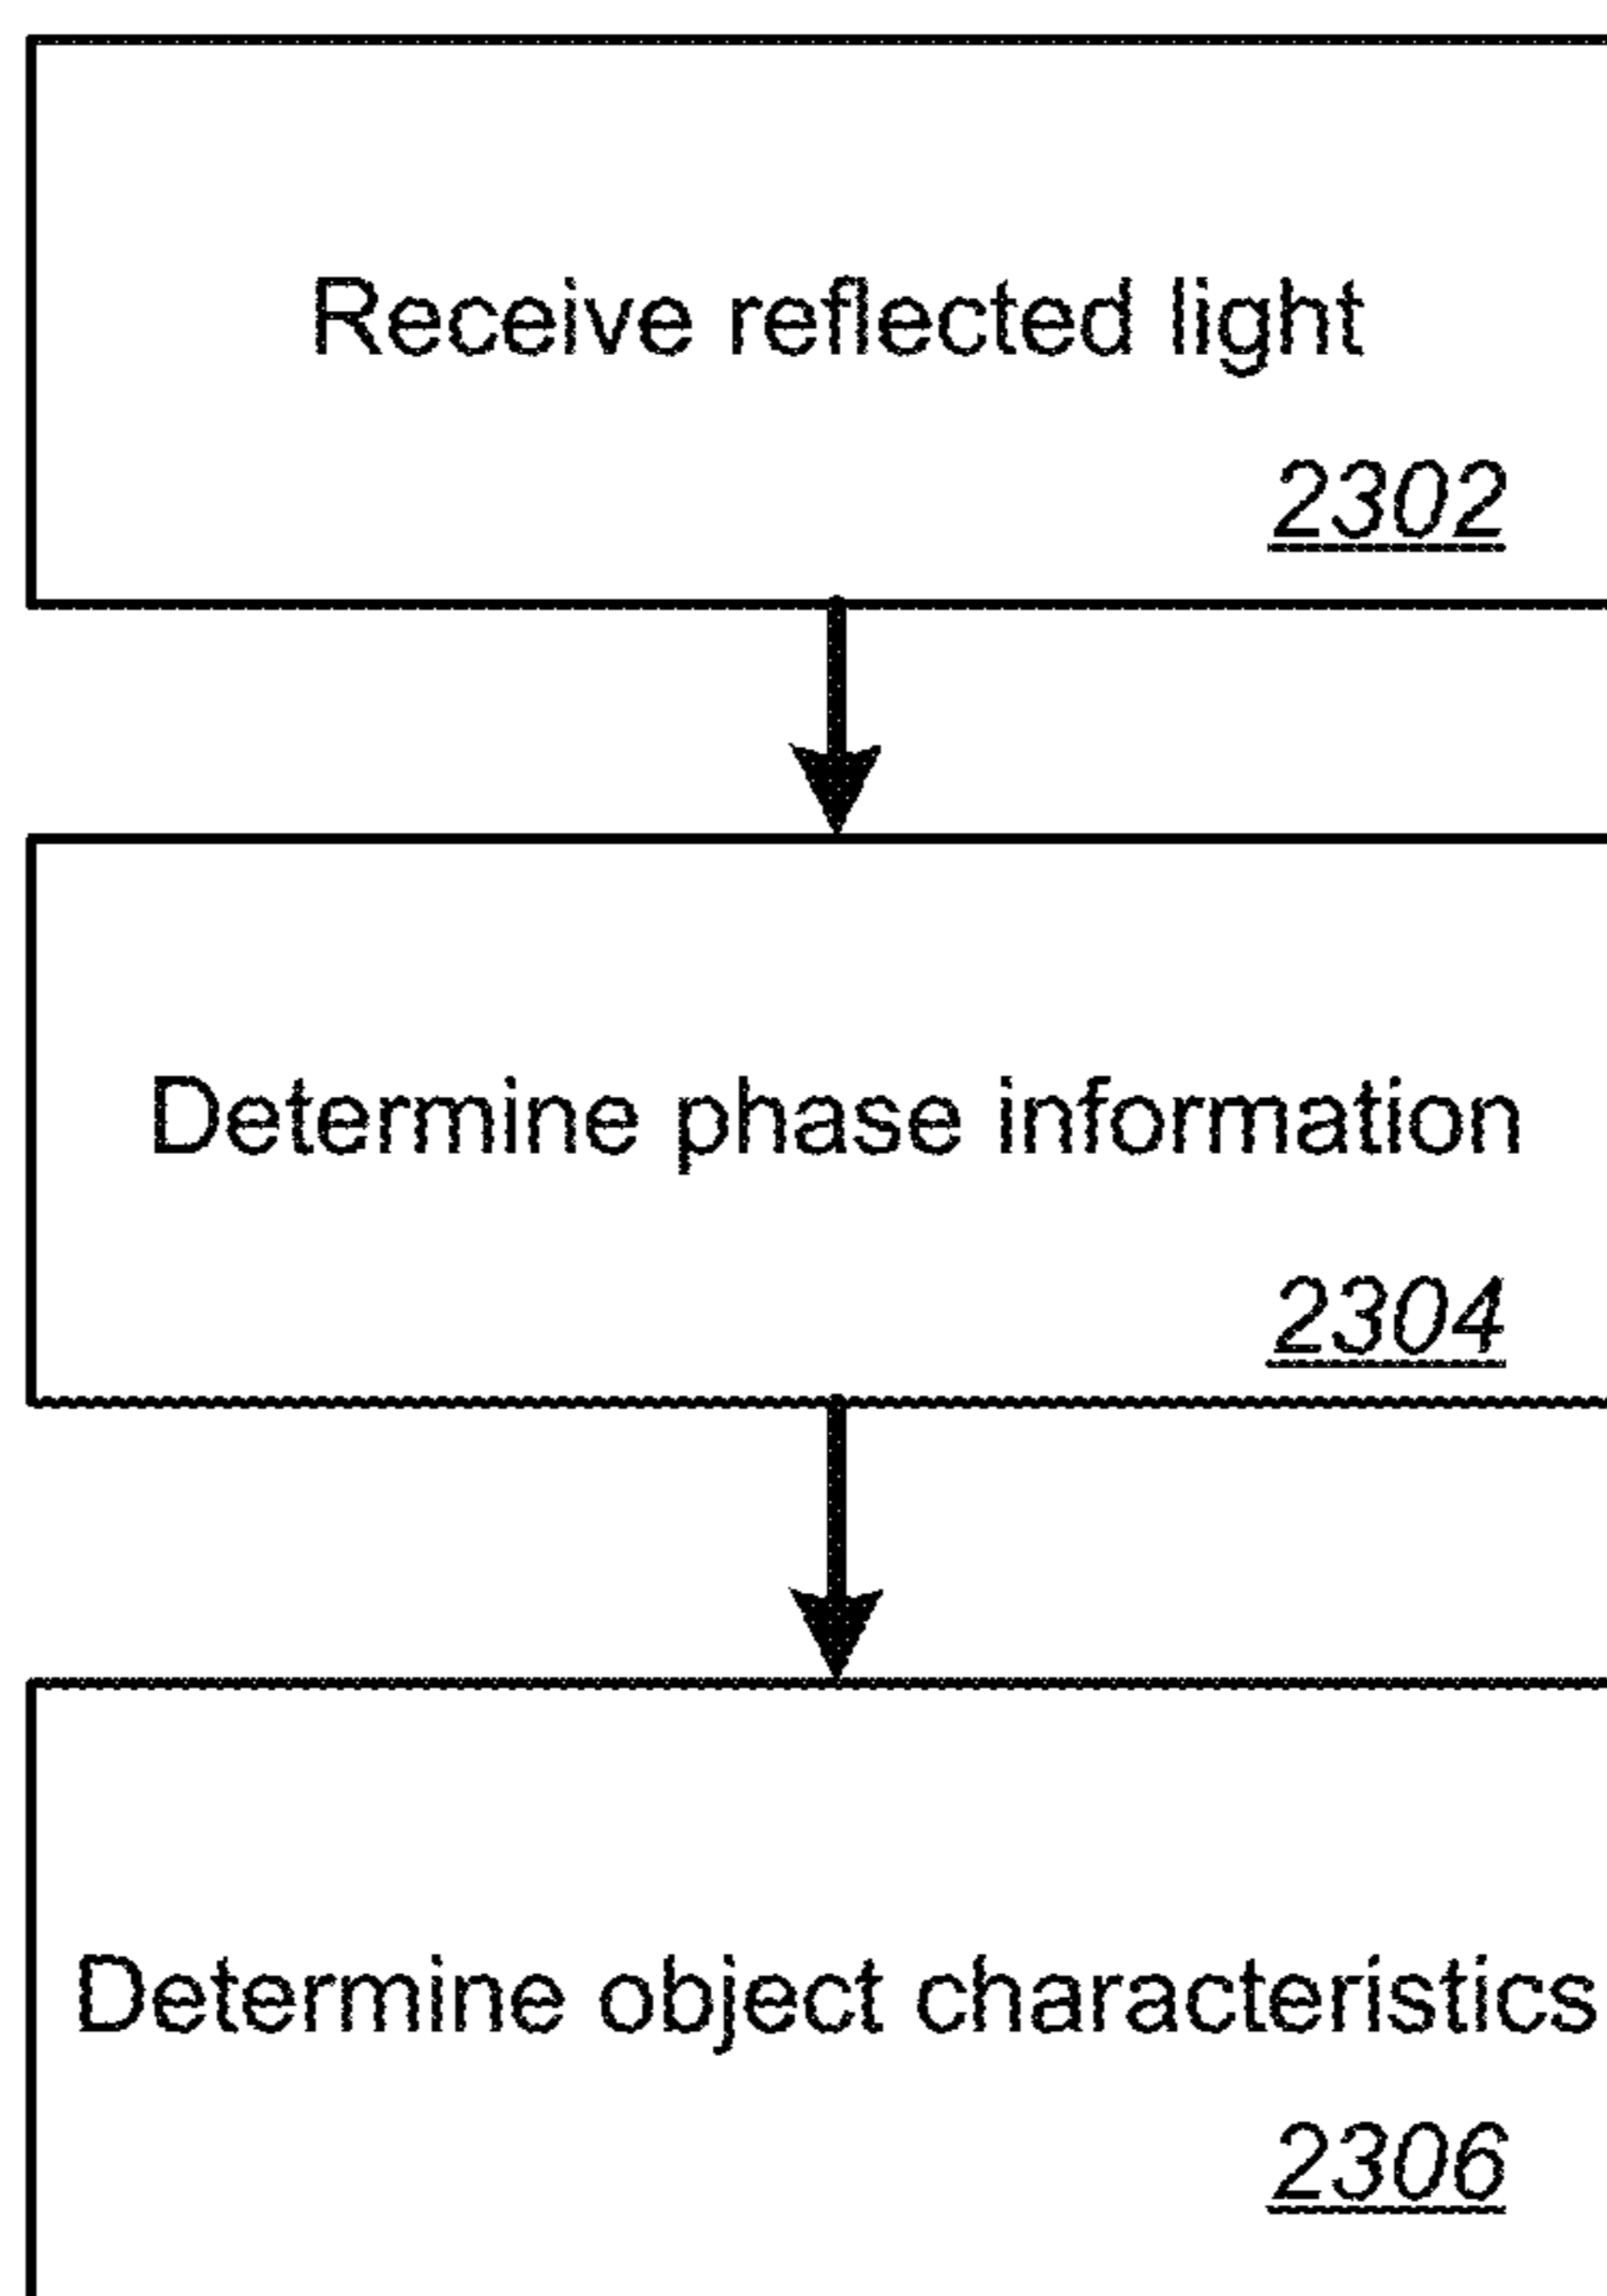 Receive reflected light
2302
Determine phase information
2304
Determine object characteristics
2306